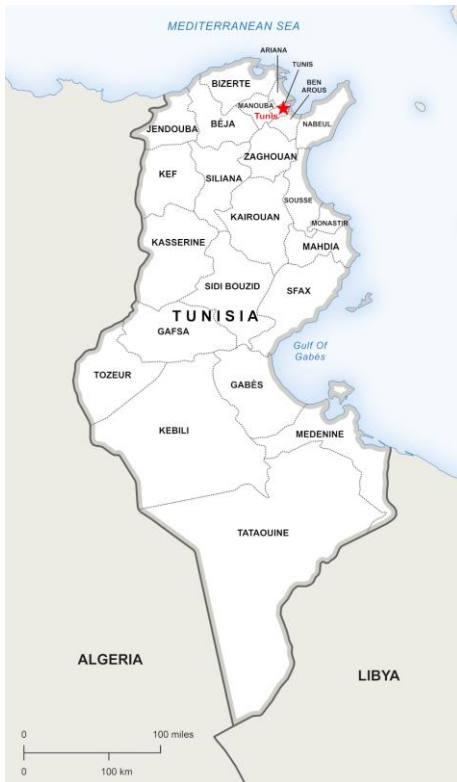 MEDITERRANEAN SEA
ARIANA
TUNIS
BIZERTE
BEN
AROUS
MANOUBA
Tunis
NABEUL
JENDOUBA
BÉJA
ZAGHOUAN
KEF
SILIANA
SOUSSE
KAIROUAN
MONASTIR
KASSERINE
MAHDIA
SIDI BOUZID
SFAX
TUNISIA
GAFSA
Gulf Of
Gabès
TOZEUR
GABÈS
KEBILI
MEDENINE
TATAOUINE
ALGERIA
LIBYA
0 100 miles
0 100 km